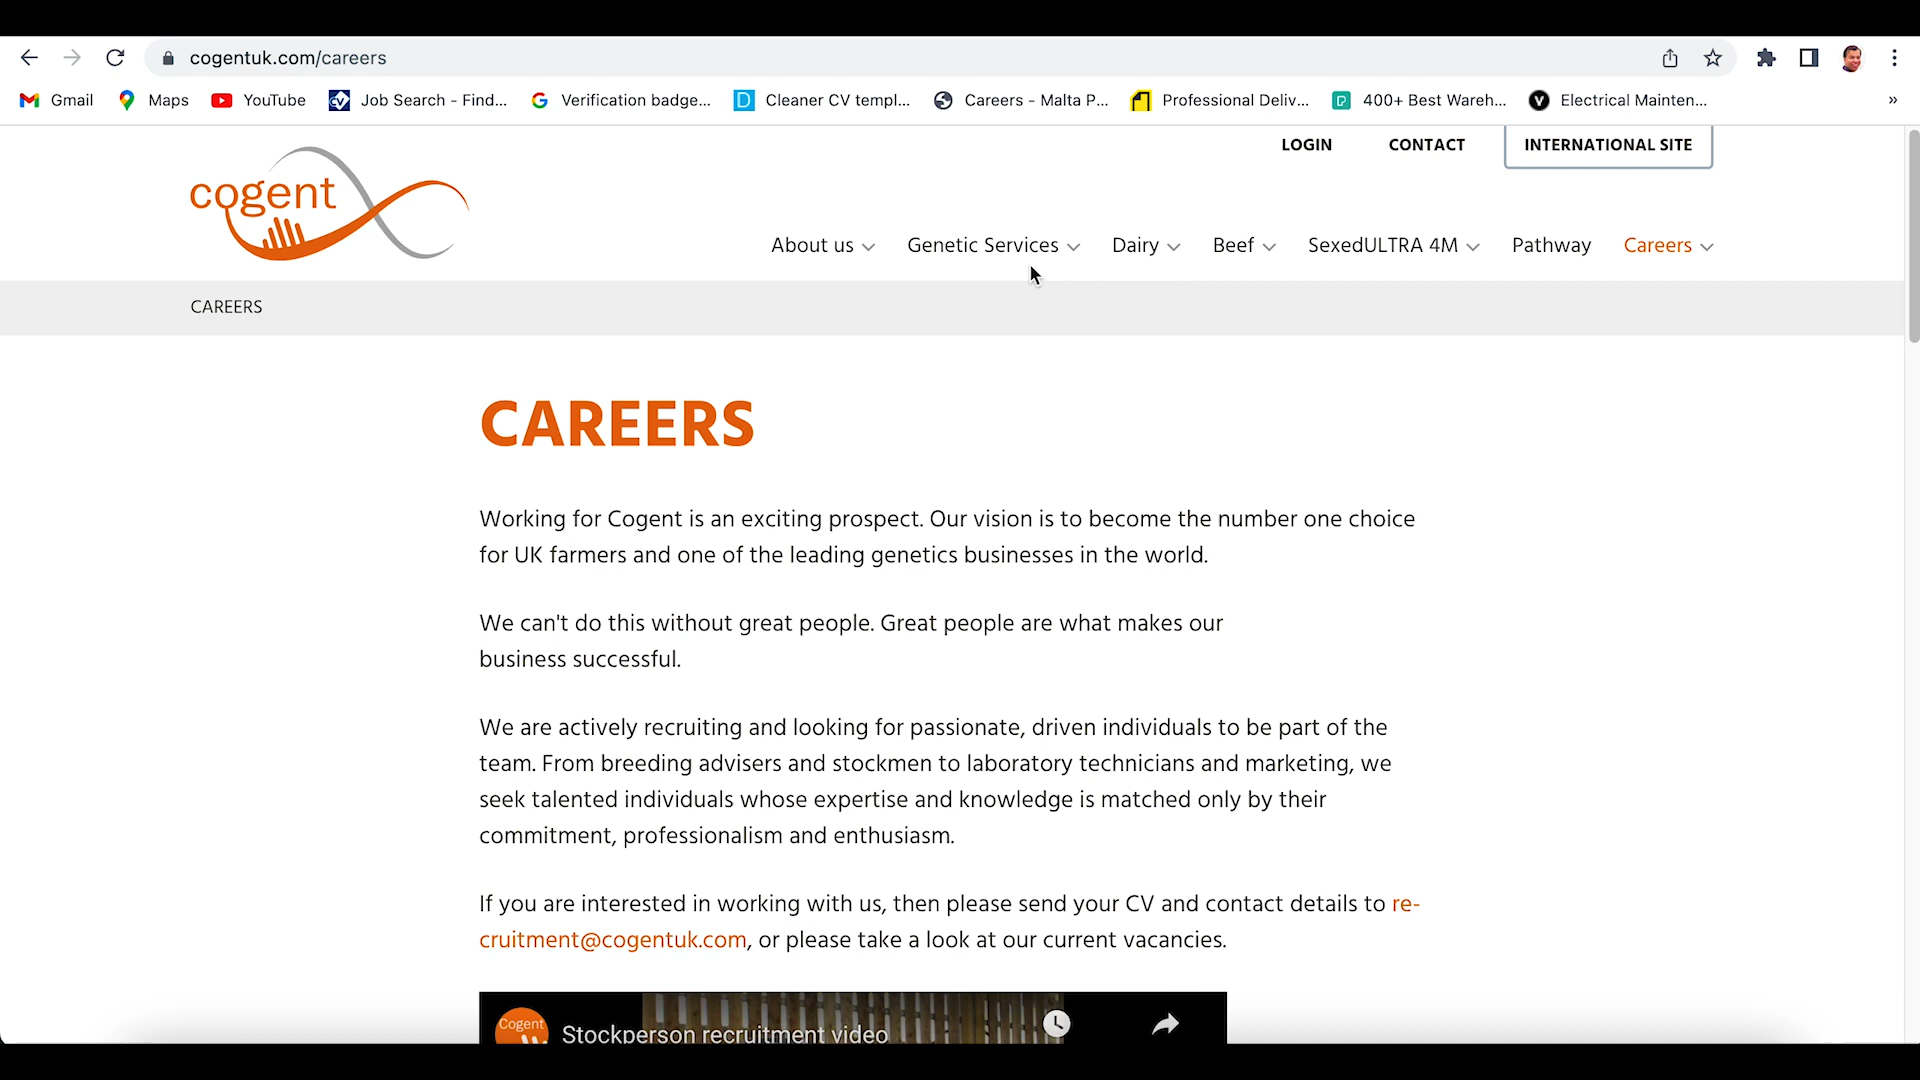 cogentuk.com/careers
Gmail Maps YouTube Job Search - Find... Verification badge... Cleaner CV templ... Careers - Malta P... Professional Deliv... 400+ Best Wareh... Electrical Mainten... »
LOGIN CONTACT INTERNATIONAL SITE
cogent
About us Genetic Services Dairy Beef SexedULTRA 4M Pathway Careers
CAREERS
CAREERS
Working for Cogent is an exciting prospect. Our vision is to become the number one choice
for UK farmers and one of the leading genetics businesses in the world.
We can't do this without great people. Great people are what makes our
business successful.
We are actively recruiting and looking for passionate, driven individuals to be part of the
team. From breeding advisers and stockmen to laboratory technicians and marketing, we
seek talented individuals whose expertise and knowledge is matched only by their
commitment, professionalism and enthusiasm.
If you are interested in working with us, then please send your CV and contact details to re-
cruitment@cogentuk.com, or please take a look at our current vacancies.
Cogent Stockperson recruitment video